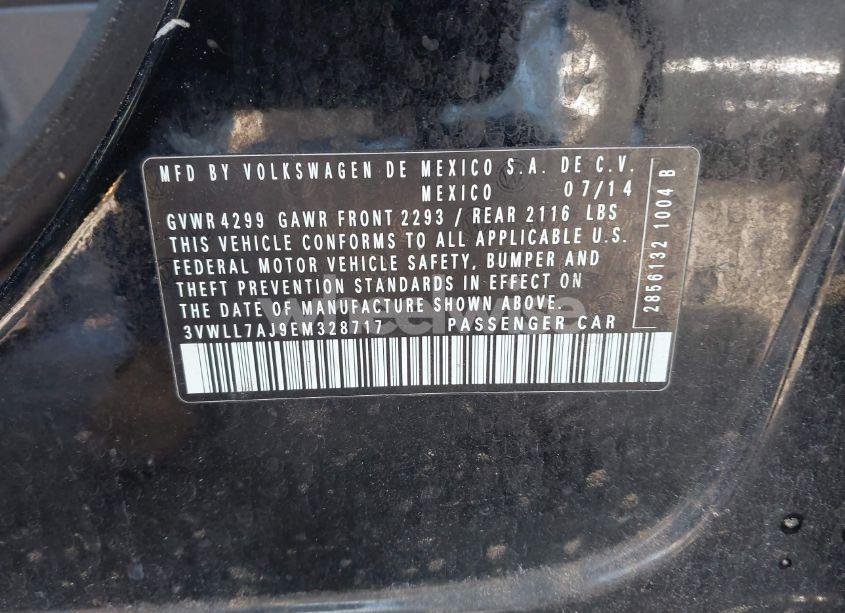 MFD BY VOLKSWAGEN DE MEXICO S.A. DE C.V.
MEXICO 07/14
GVWR 4299 GAWR FRONT 2293 / REAR 2116 LBS
THIS VEHICLE CONFORMS TO ALL APPLICABLE U.S.
FEDERAL MOTOR VEHICLE SAFETY, BUMPER AND
THEFT PREVENTION STANDARDS IN EFFECT ON
THE DATE OF MANUFACTURE SHOWN ABOVE.
3VWLL7AJ9EM328717 PASSENGER CAR
2856132 1004 B